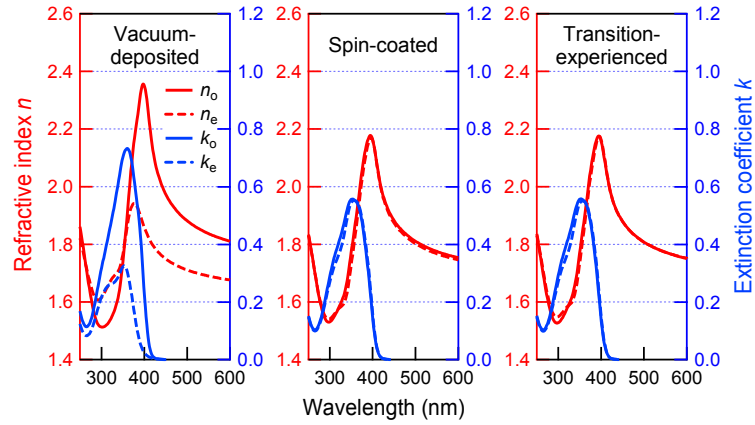 Vacuum-
deposited
Spin-coated
Transition-
experienced
2.6
2.4
2.2
2.0
1.8
1.6
1.4
Refractive index n
n_o
n_e
k_o
k_e
1.2
1.0
0.8
0.6
0.4
0.2
0.0
300 400 500 600
2.6
2.4
2.2
2.0
1.8
1.6
1.4
1.2
1.0
0.8
0.6
0.4
0.2
0.0
300 400 500 600
2.6
2.4
2.2
2.0
1.8
1.6
1.4
1.2
1.0
0.8
0.6
0.4
0.2
0.0
300 400 500 600
Extinction coefficient k
Wavelength (nm)